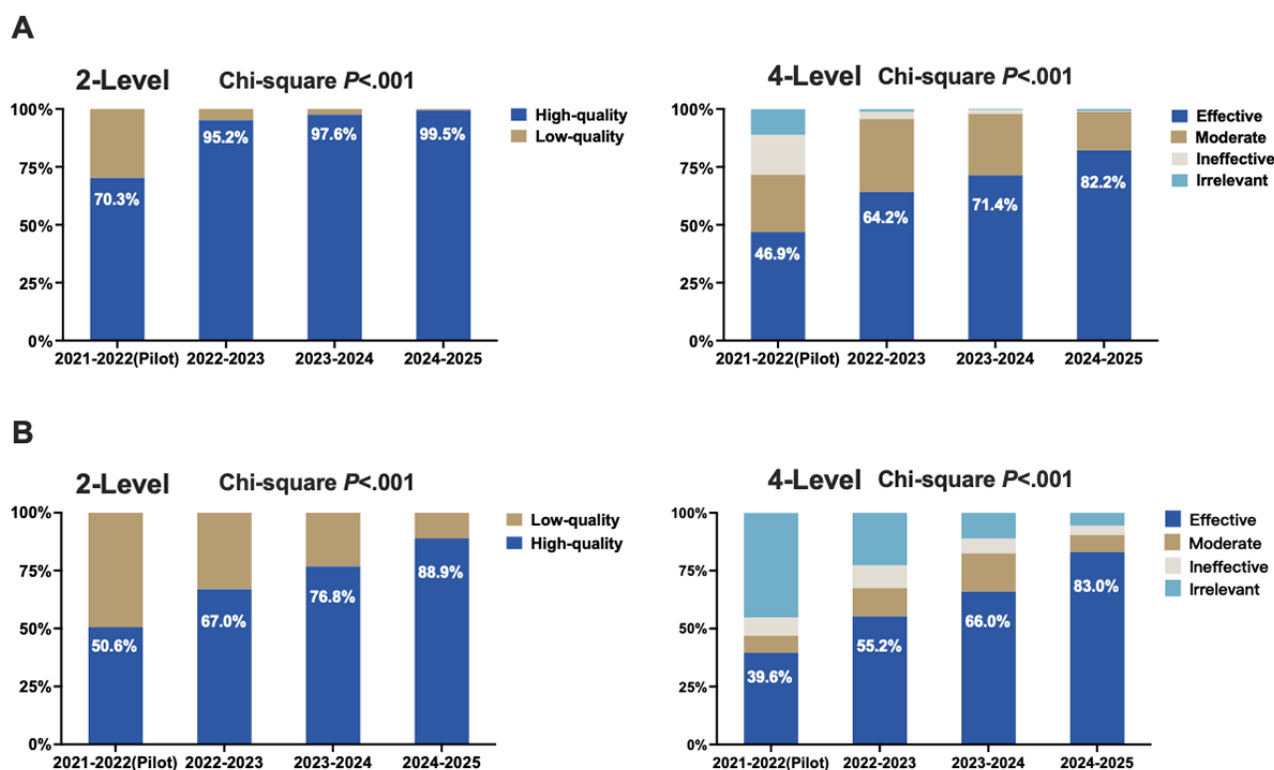 A
2-Level Chi-square P<.001
100%
75%
50%
25%
0%
70.3%
95.2%
97.6%
99.5%
2021-2022(Pilot) 2022-2023 2023-2024 2024-2025
High-quality
Low-quality
4-Level Chi-square P<.001
100%
75%
50%
25%
0%
46.9%
64.2%
71.4%
82.2%
2021-2022(Pilot) 2022-2023 2023-2024 2024-2025
Effective
Moderate
Ineffective
Irrelevant
B
2-Level Chi-square P<.001
100%
75%
50%
25%
0%
50.6%
67.0%
76.8%
88.9%
2021-2022(Pilot) 2022-2023 2023-2024 2024-2025
Low-quality
High-quality
4-Level Chi-square P<.001
100%
75%
50%
25%
0%
39.6%
55.2%
66.0%
83.0%
2021-2022(Pilot) 2022-2023 2023-2024 2024-2025
Effective
Moderate
Ineffective
Irrelevant